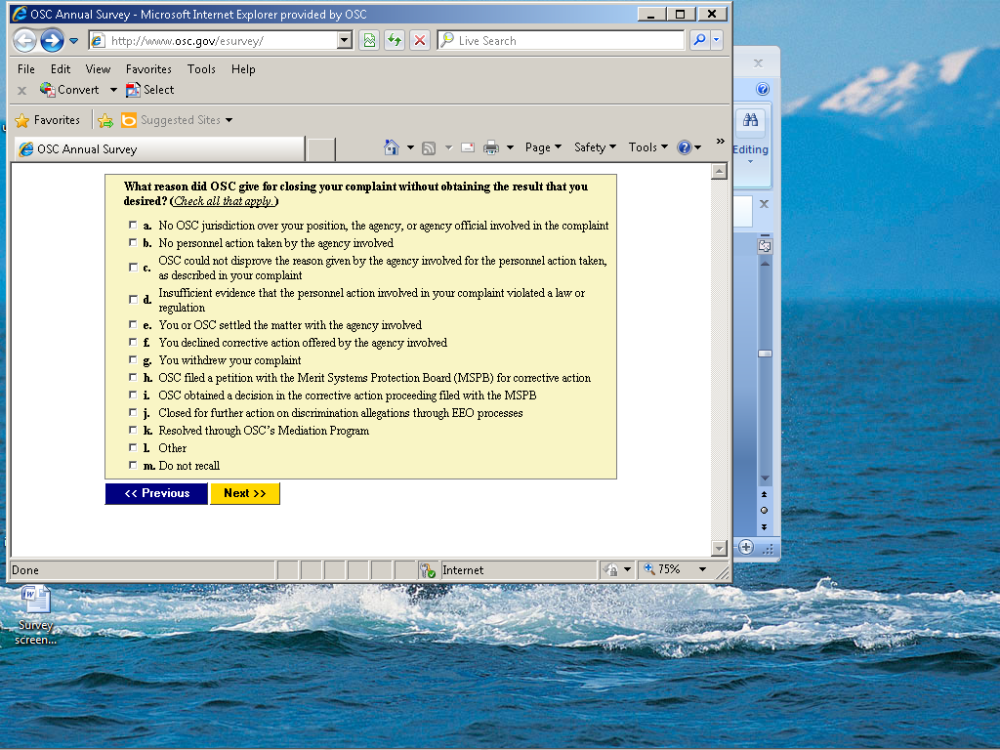 OSC Annual Survey - Microsoft Internet Explorer provided by OSC
http://www.osc.gov/esurvey/
Live Search
File Edit View Favorites Tools Help
x Convert Select
Favorites Suggested Sites
OSC Annual Survey
Page Safety Tools »
Editing
What reason did OSC give for closing your complaint without obtaining the result that you
desired? (Check all that apply.)
a. No OSC jurisdiction over your position, the agency, or agency official involved in the complaint
b. No personnel action taken by the agency involved
c. OSC could not disprove the reason given by the agency involved for the personnel action taken,
as described in your complaint
d. Insufficient evidence that the personnel action involved in your complaint violated a law or
regulation
e. You or OSC settled the matter with the agency involved
f. You declined corrective action offered by the agency involved
g. You withdrew your complaint
h. OSC filed a petition with the Merit Systems Protection Board (MSPB) for corrective action
i. OSC obtained a decision in the corrective action proceeding filed with the MSPB
j. Closed for further action on discrimination allegations through EEO processes
k. Resolved through OSC's Mediation Program
l. Other
m. Do not recall
<< Previous Next >>
Done Internet 75%
Survey
screen...